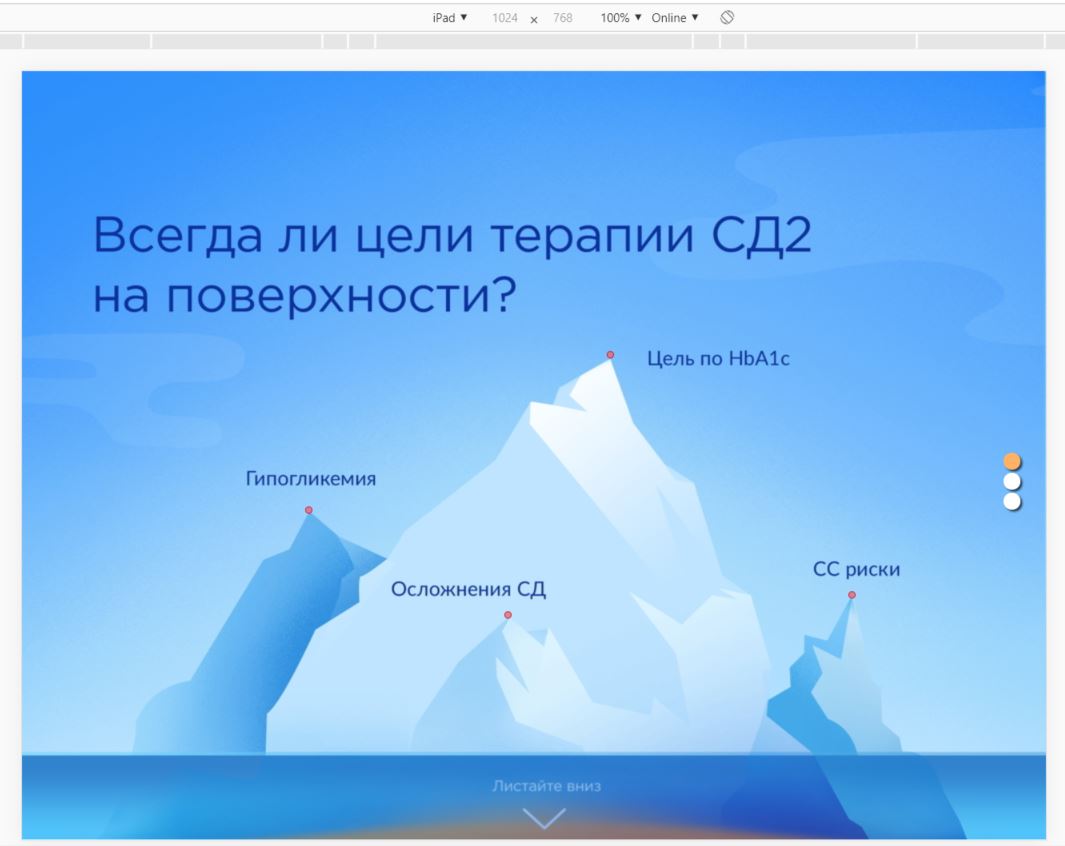 iPad ▼ 1024 x 768 100% ▼ Online ▼
Всегда ли цели терапии СД2
на поверхности?
Цель по HbA1c
Гипогликемия
СС риски
Осложнения СД
Листайте вниз